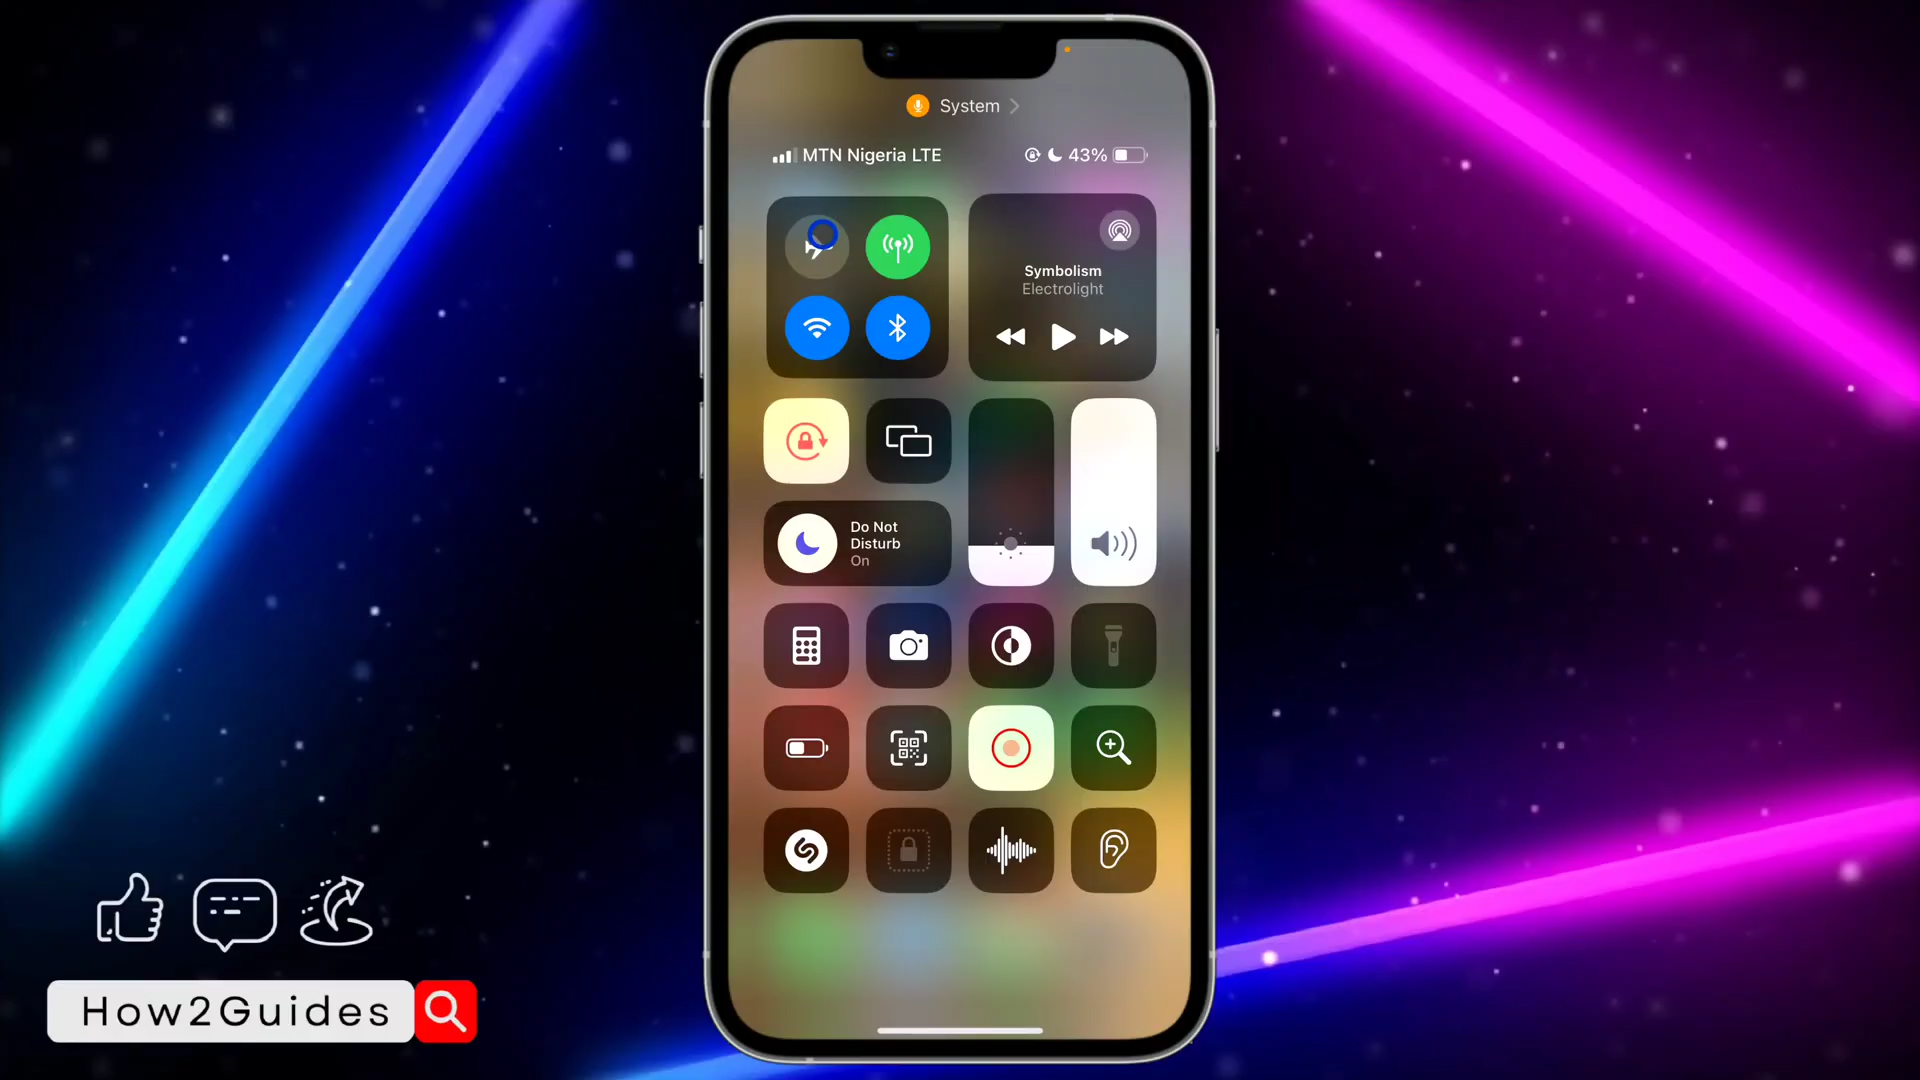 System
MTN Nigeria LTE
43%
Symbolism
Electrolight
Do Not
Disturb
On
How2Guides